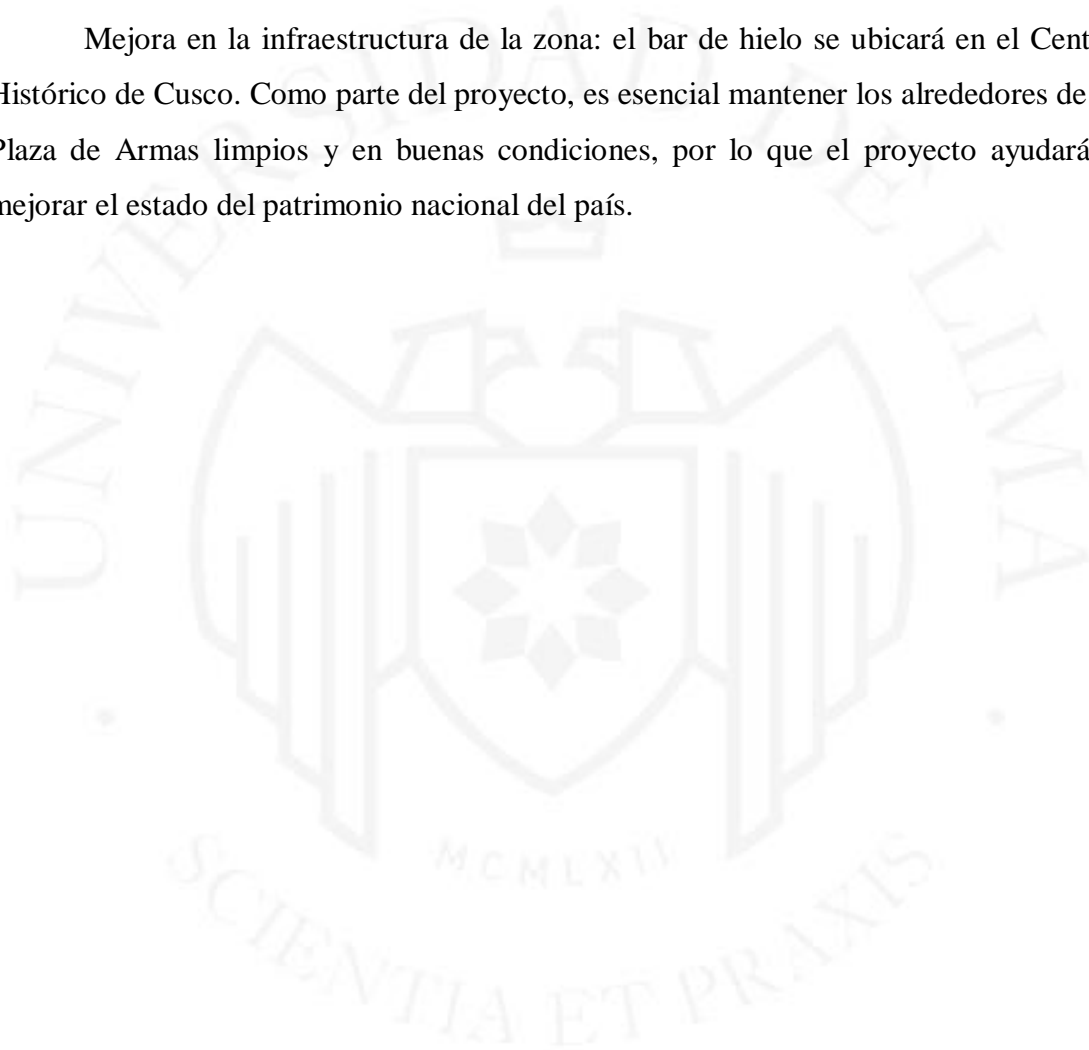 Mejora en la infraestructura de la zona: el bar de hielo se ubicará en el Cent
Histórico de Cusco. Como parte del proyecto, es esencial mantener los alrededores de
Plaza de Armas limpios y en buenas condiciones, por lo que el proyecto ayudará
mejorar el estado del patrimonio nacional del país.
UNIVERSIDAD DE LIMA
MCMLXII
SCIENTIA ET PRAXIS